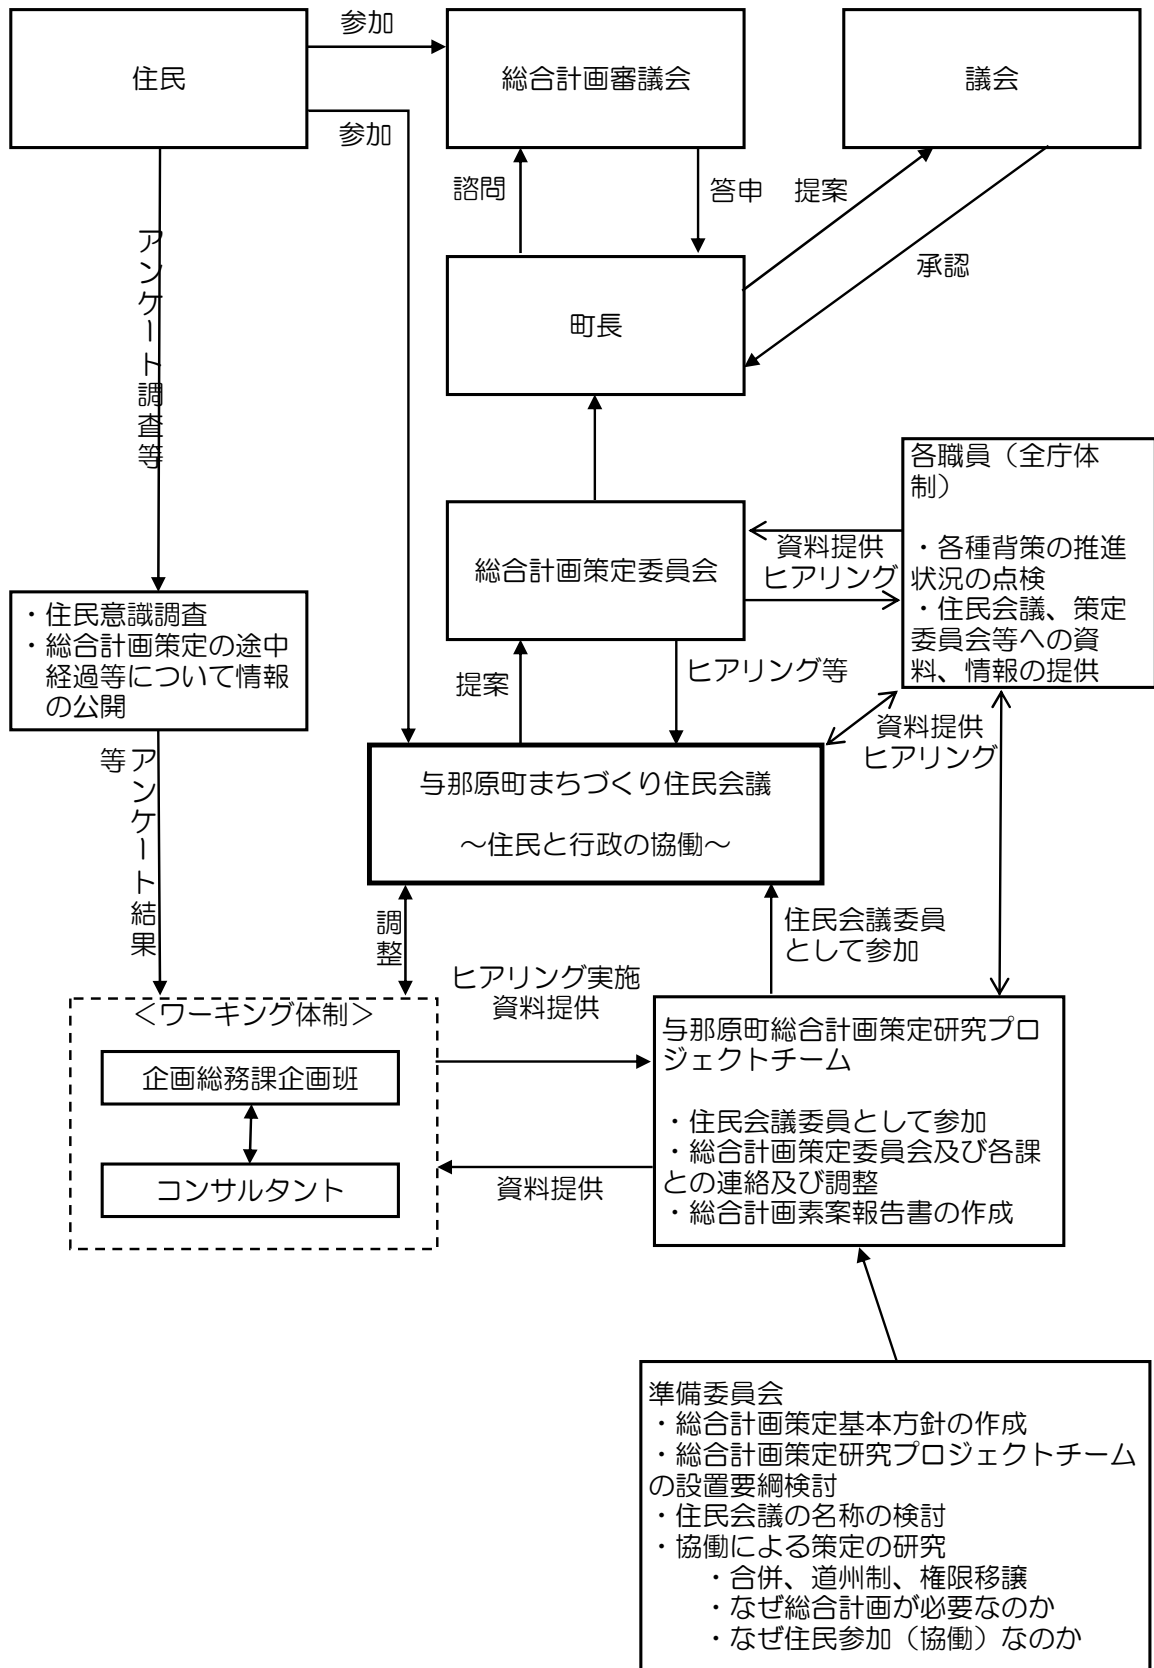 住民
参加
総合計画審議会
議会
参加
諮問
答申
提案
承認
町長
アンケート調査等
各職員（全庁体
制）
・各種背策の推進
状況の点検
・住民会議、策定
委員会等への資
料、情報の提供
総合計画策定委員会
資料提供
ヒアリング
・住民意識調査
・総合計画策定の途中
経過等について情報
の公開
提案
ヒアリング等
資料提供
ヒアリング
アンケート結果
等
与那原町まちづくり住民会議
～住民と行政の協働～
調整
住民会議委員
として参加
ヒアリング実施
資料提供
＜ワーキング体制＞
企画総務課企画班
コンサルタント
資料提供
与那原町総合計画策定研究プロ
ジェクトチーム
・住民会議委員として参加
・総合計画策定委員会及び各課
との連絡及び調整
・総合計画素案報告書の作成
準備委員会
・総合計画策定基本方針の作成
・総合計画策定研究プロジェクトチーム
の設置要綱検討
・住民会議の名称の検討
・協働による策定の研究
・合併、道州制、権限移譲
・なぜ総合計画が必要なのか
・なぜ住民参加（協働）なのか